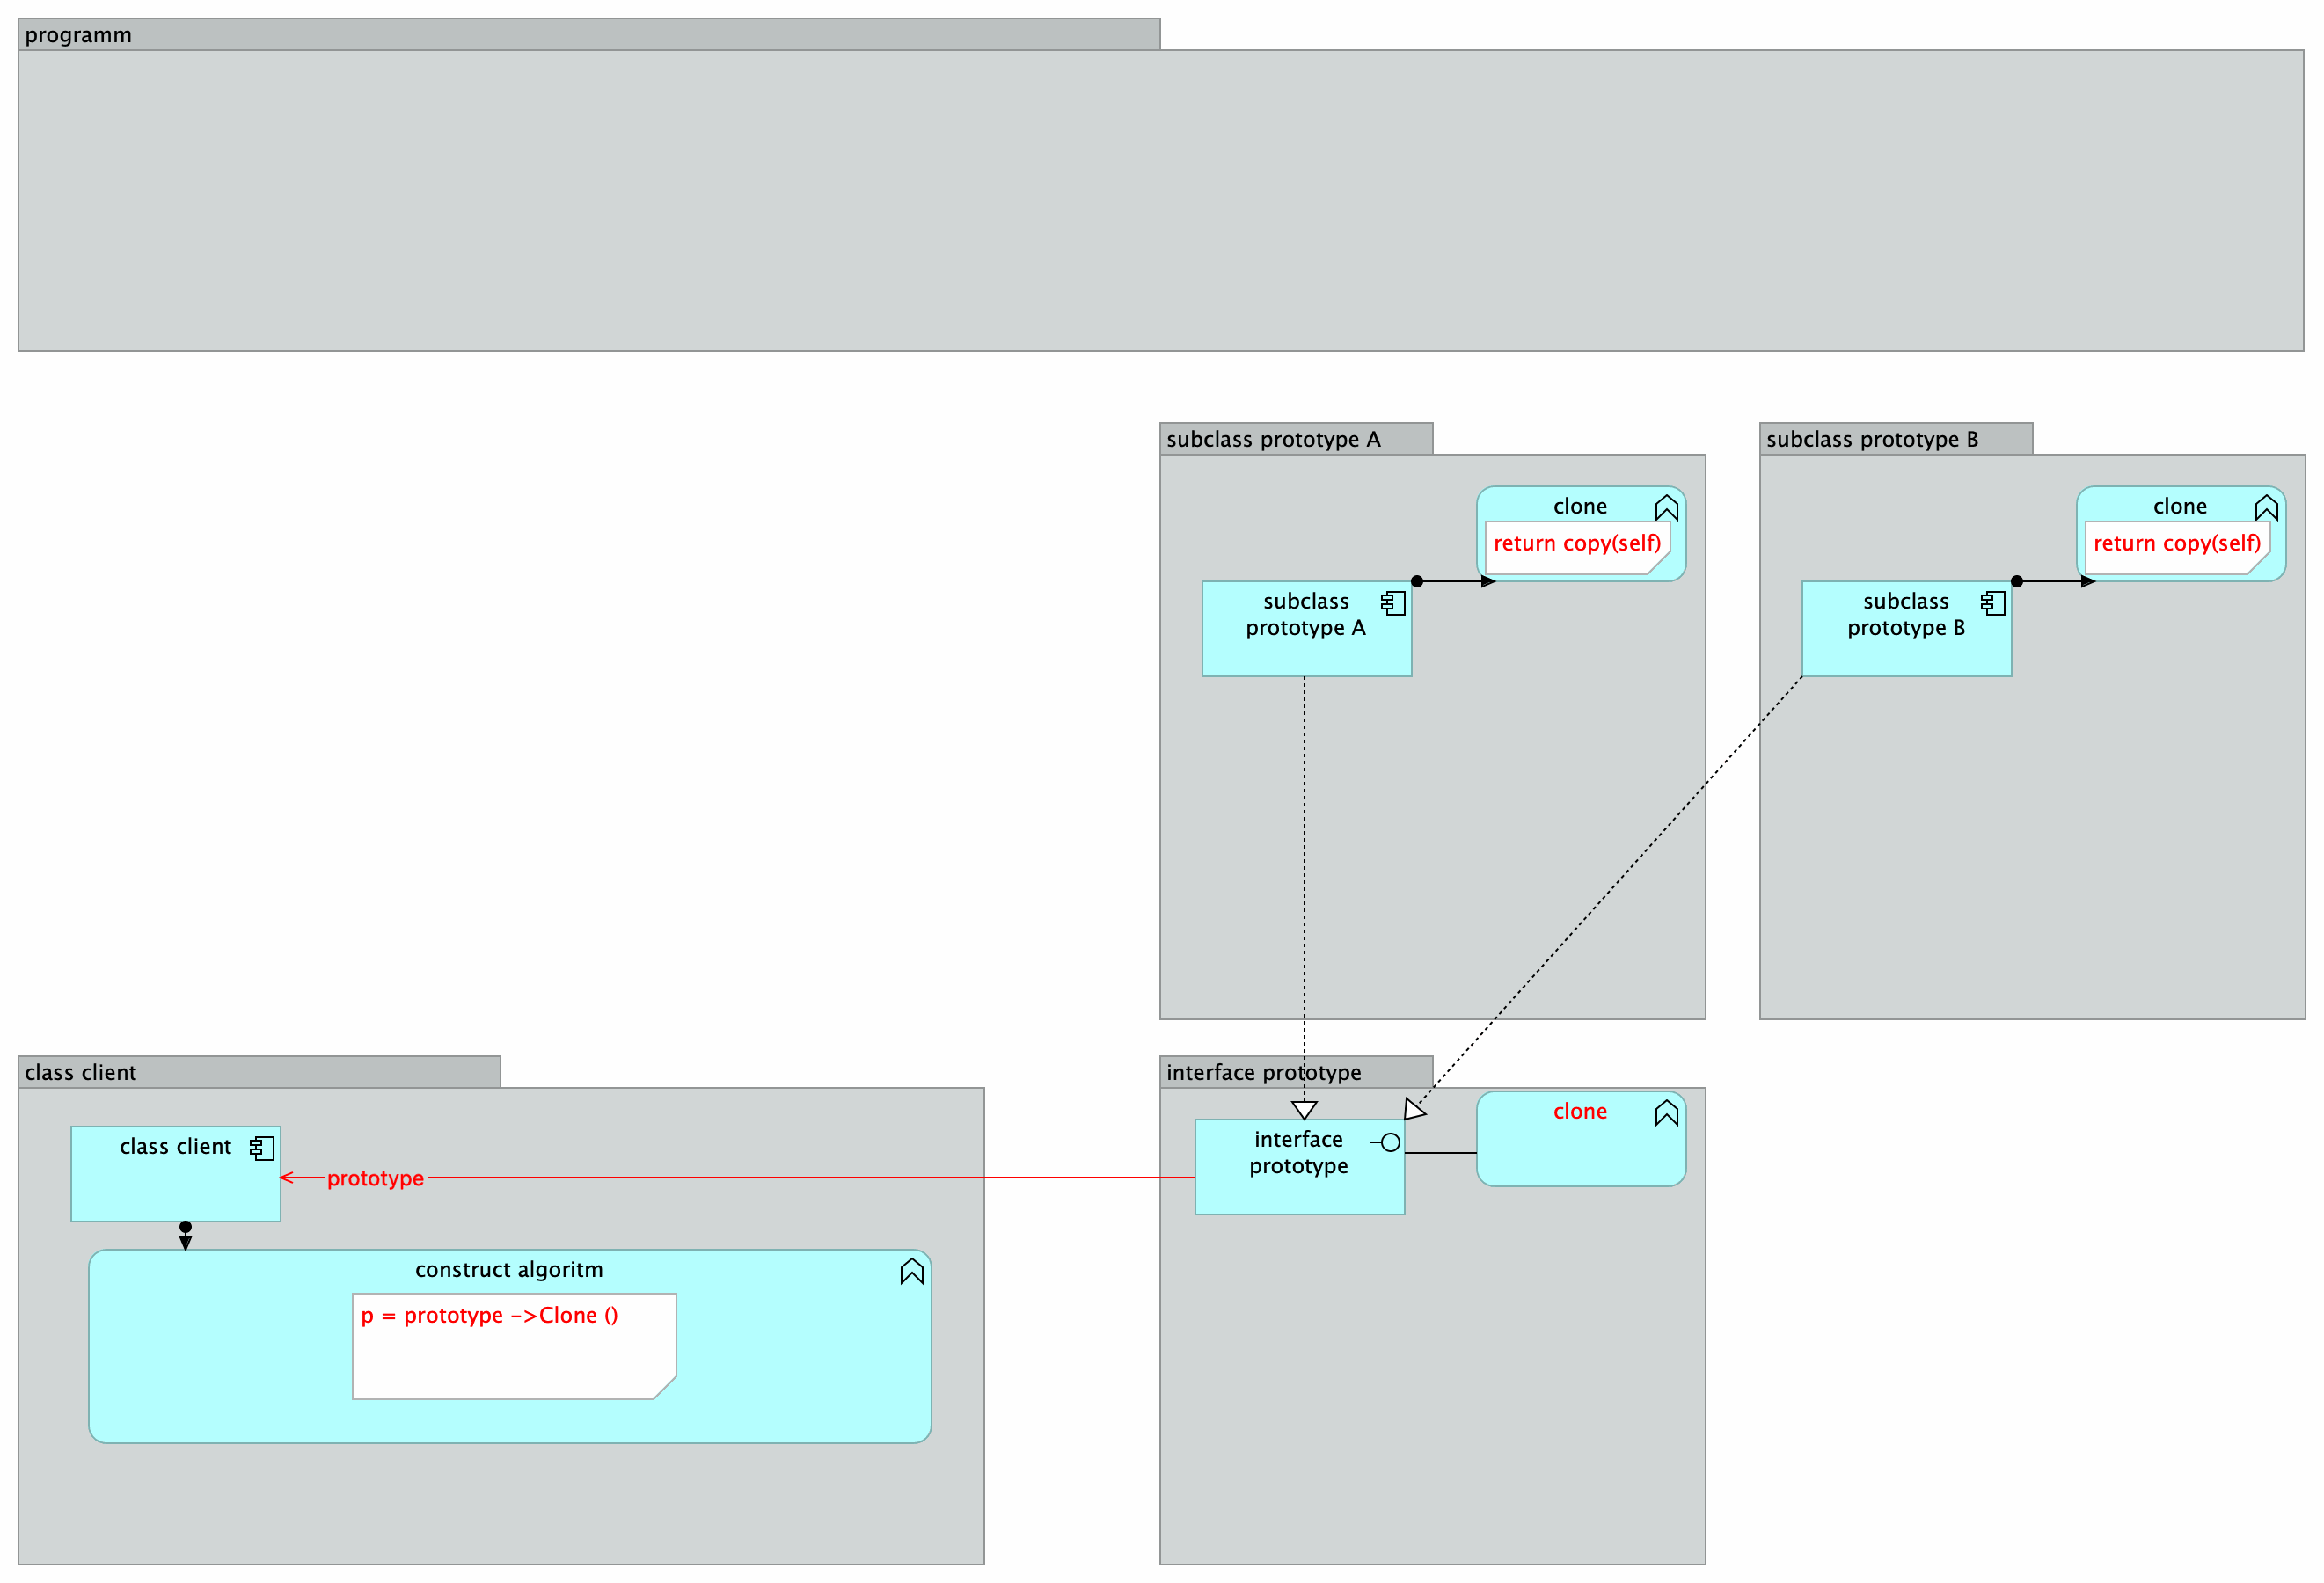 programm
subclass prototype A
subclass prototype B
clone
return copy(self)
clone
return copy(self)
subclass
prototype A
subclass
prototype B
class client
interface prototype
class client
prototype
interface
prototype
clone
construct algoritm
p = prototype ->Clone ()